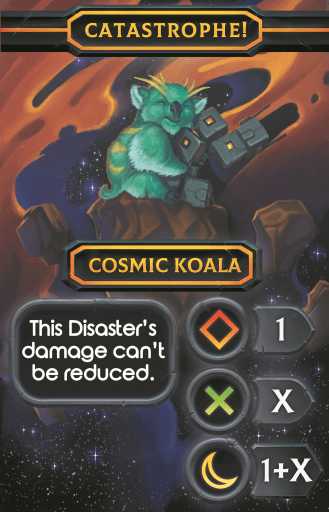 CATASTROPHE!
COSMIC KOALA
This Disaster's
damage can't
be reduced.
1
X
1+X